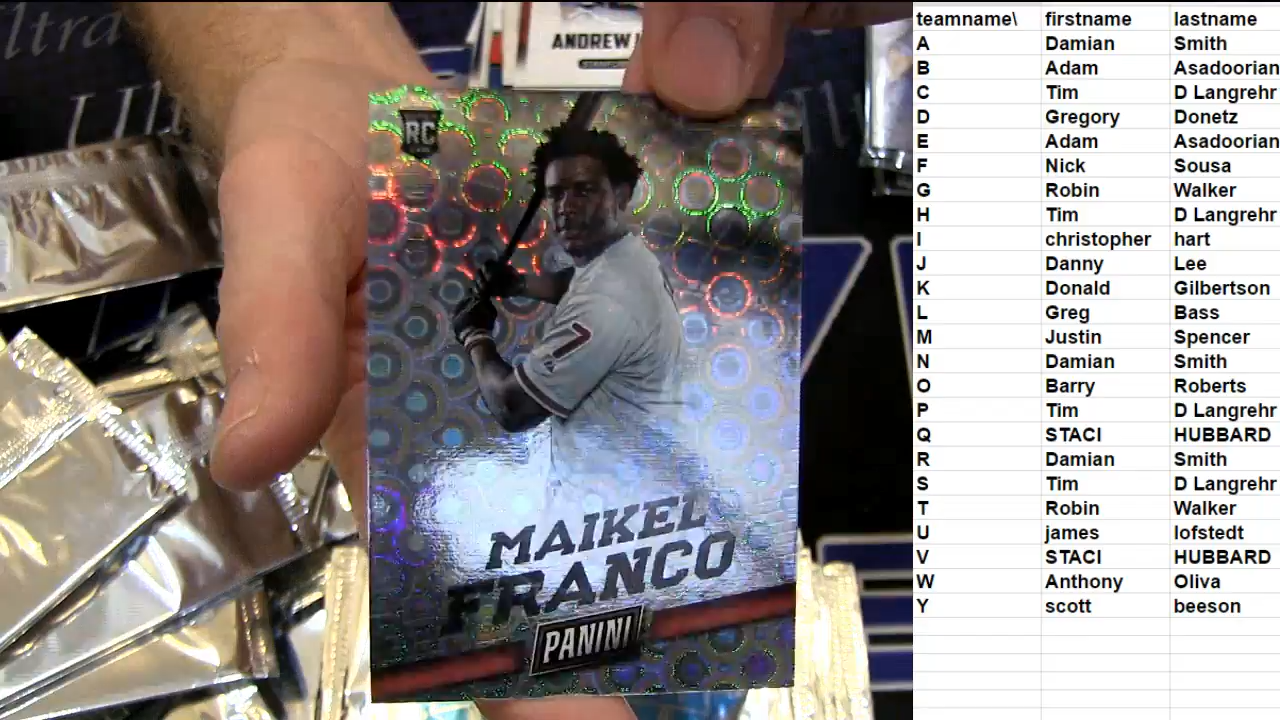 ltra
Ul
ANDREW
RC
7
MAIKEL
FRANCO
PANINI
teamname\ firstname lastname
A Damian Smith
B Adam Asadoorian
C Tim D Langrehr
D Gregory Donetz
E Adam Asadoorian
F Nick Sousa
G Robin Walker
H Tim D Langrehr
I christopher hart
J Danny Lee
K Donald Gilbertson
L Greg Bass
M Justin Spencer
N Damian Smith
O Barry Roberts
P Tim D Langrehr
Q STACI HUBBARD
R Damian Smith
S Tim D Langrehr
T Robin Walker
U james lofstedt
V STACI HUBBARD
W Anthony Oliva
Y scott beeson